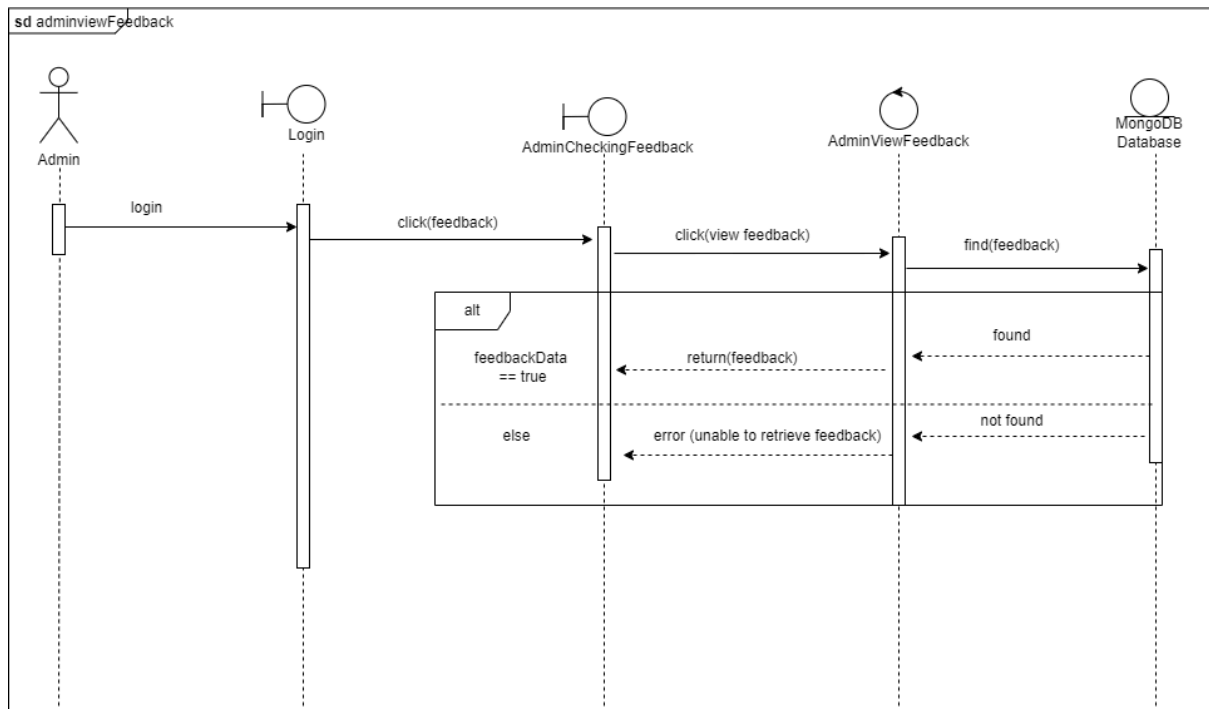 sd adminviewFeedback
Admin
Login
AdminCheckingFeedback
AdminViewFeedback
MongoDB
Database
login
click(feedback)
click(view feedback)
find(feedback)
alt
found
feedbackData
== true
return(feedback)
not found
else
error (unable to retrieve feedback)